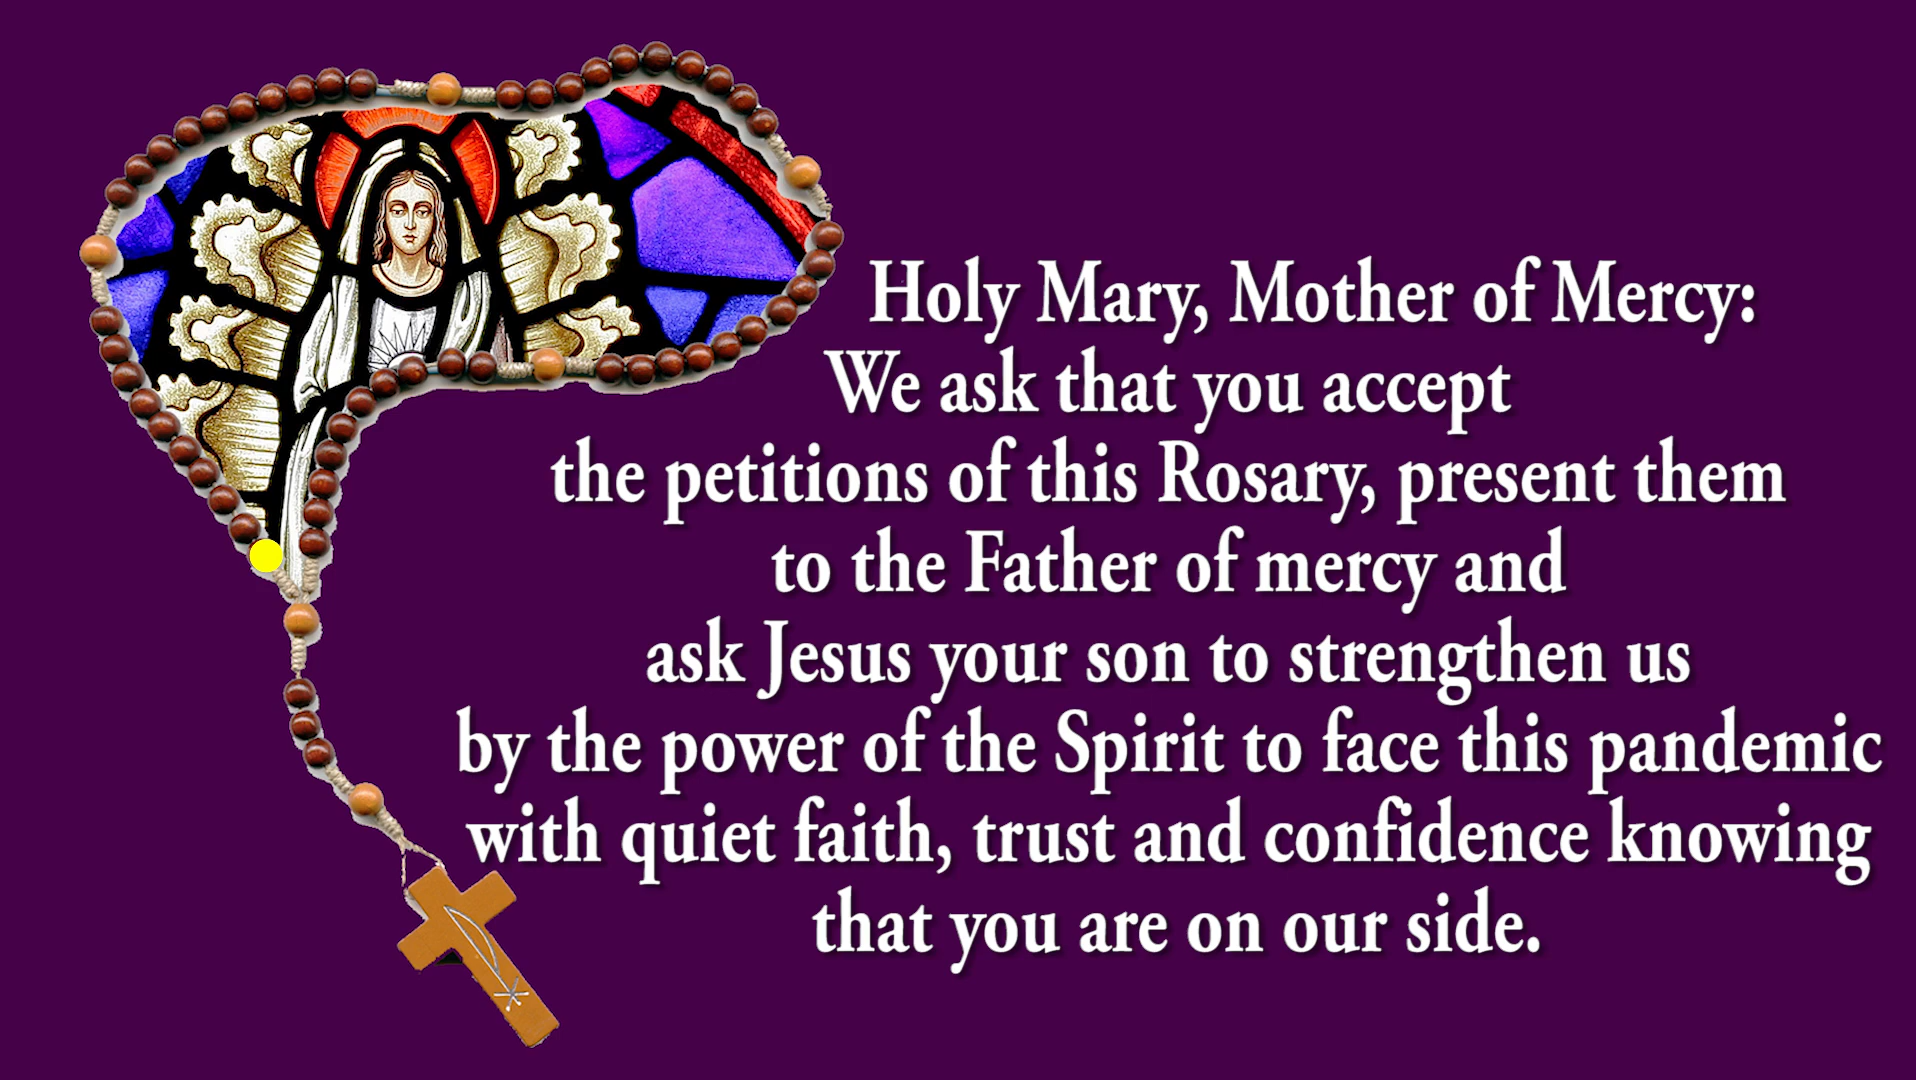 Holy Mary, Mother of Mercy:
We ask that you accept
the petitions of this Rosary, present them
to the Father of mercy and
ask Jesus your son to strengthen us
by the power of the Spirit to face this pandemic
with quiet faith, trust and confidence knowing
that you are on our side.